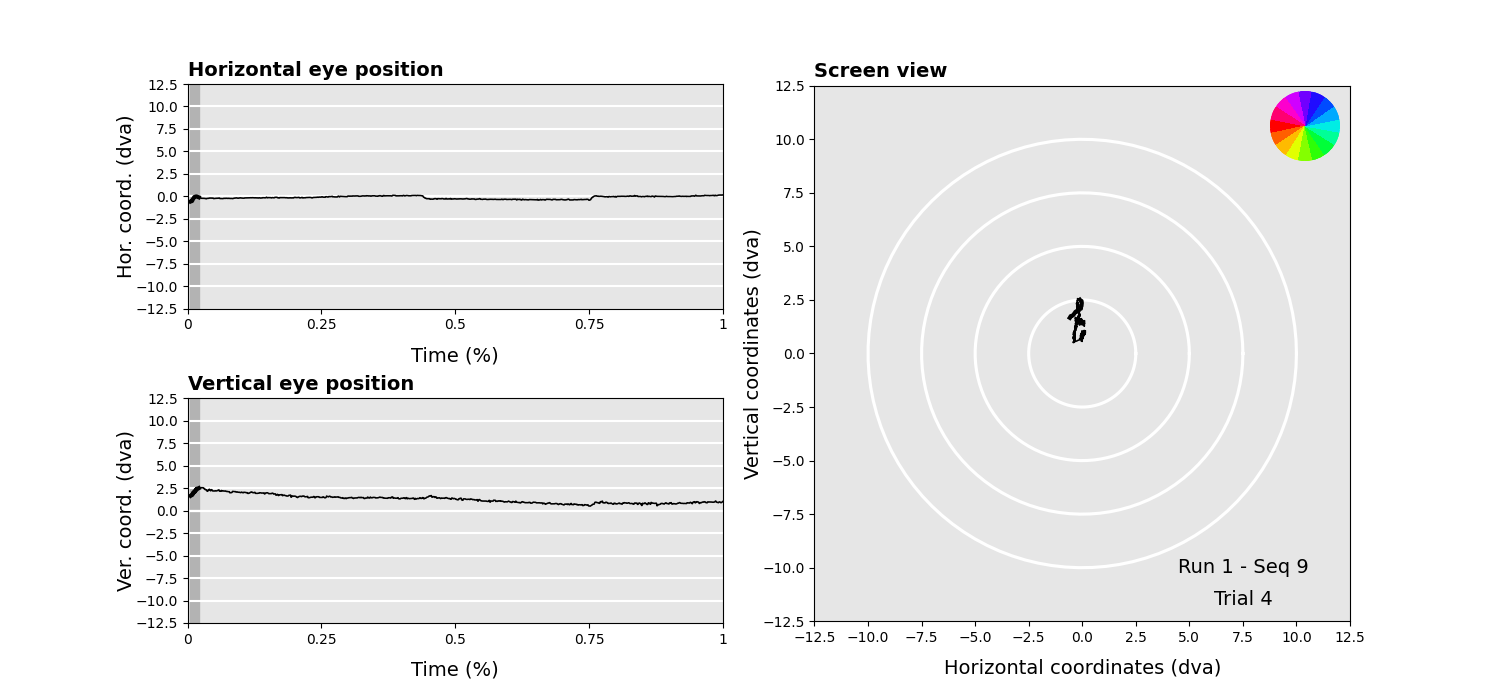 Horizontal eye position
Hor. coord. (dva)
12.5
10.0
7.5
5.0
2.5
0.0
−2.5
−5.0
−7.5
−10.0
−12.5
0 0.25 0.5 0.75 1
Time (%)
Vertical eye position
Ver. coord. (dva)
12.5
10.0
7.5
5.0
2.5
0.0
−2.5
−5.0
−7.5
−10.0
−12.5
0 0.25 0.5 0.75 1
Time (%)
Screen view
Vertical coordinates (dva)
12.5
10.0
7.5
5.0
2.5
0.0
−2.5
−5.0
−7.5
−10.0
−12.5
Run 1 - Seq 9
Trial 4
−12.5 −10.0 −7.5 −5.0 −2.5 0.0 2.5 5.0 7.5 10.0 12.5
Horizontal coordinates (dva)